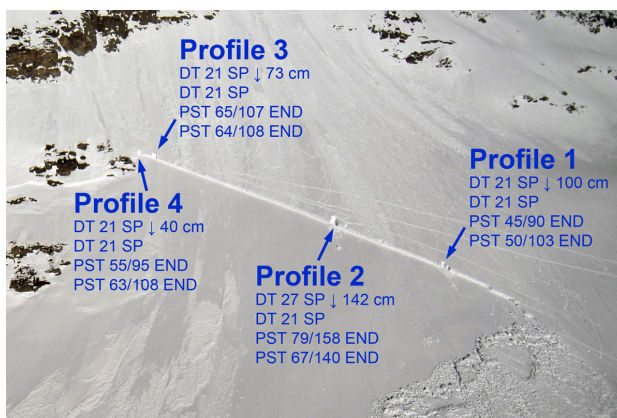 Profile 3
DT 21 SP ↓ 73 cm
DT 21 SP
PST 65/107 END
PST 64/108 END
Profile 1
DT 21 SP ↓ 100 cm
DT 21 SP
PST 45/90 END
PST 50/103 END
Profile 4
DT 21 SP ↓ 40 cm
DT 21 SP
PST 55/95 END
PST 63/108 END
Profile 2
DT 27 SP ↓ 142 cm
DT 21 SP
PST 79/158 END
PST 67/140 END